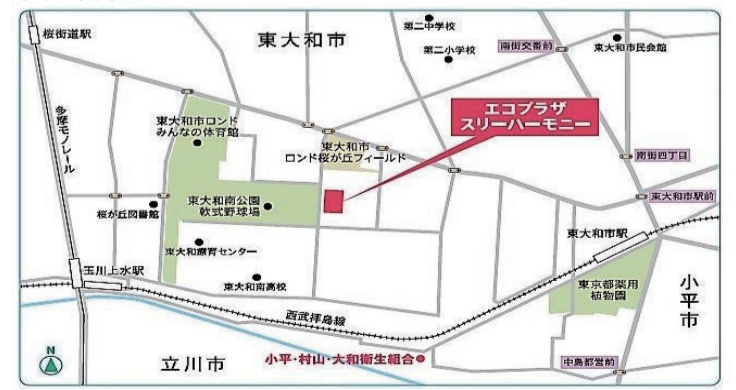 桜街道駅
東大和市
第二中学校
第二小学校
南街交番前
東大和市民会館
多摩モノレール
東大和市ロンド
みんなの体育館
東大和市
ロンド桜が丘フィールド
エコプラザ
スリーハーモニー
南街四丁目
東大和市駅前
桜が丘図書館
東大和南公園
軟式野球場
東大和市駅
東大和療育センター
玉川上水駅
東大和南高校
東京都薬用
植物園
小平市
西武拝島線
N
立川市
小平・村山・大和衛生組合
中島都営前